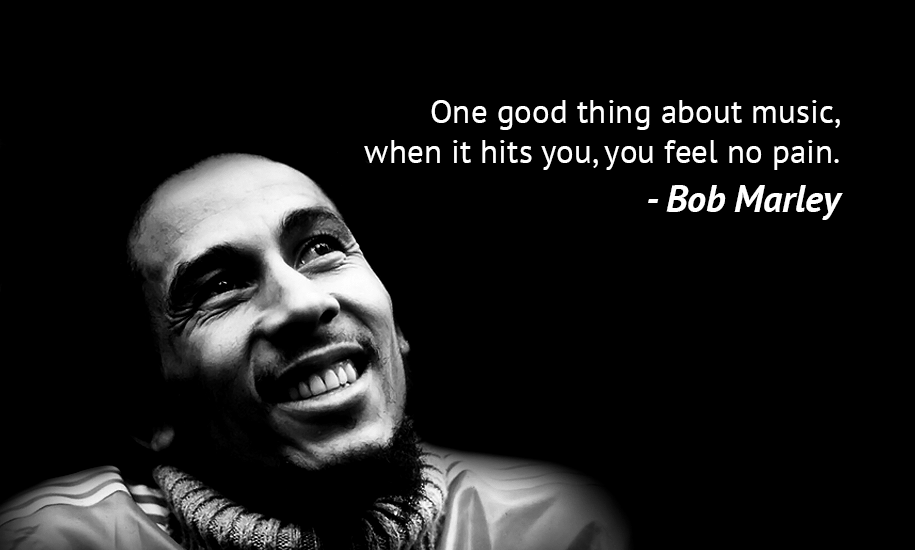 One good thing about music,
when it hits you, you feel no pain.
- Bob Marley